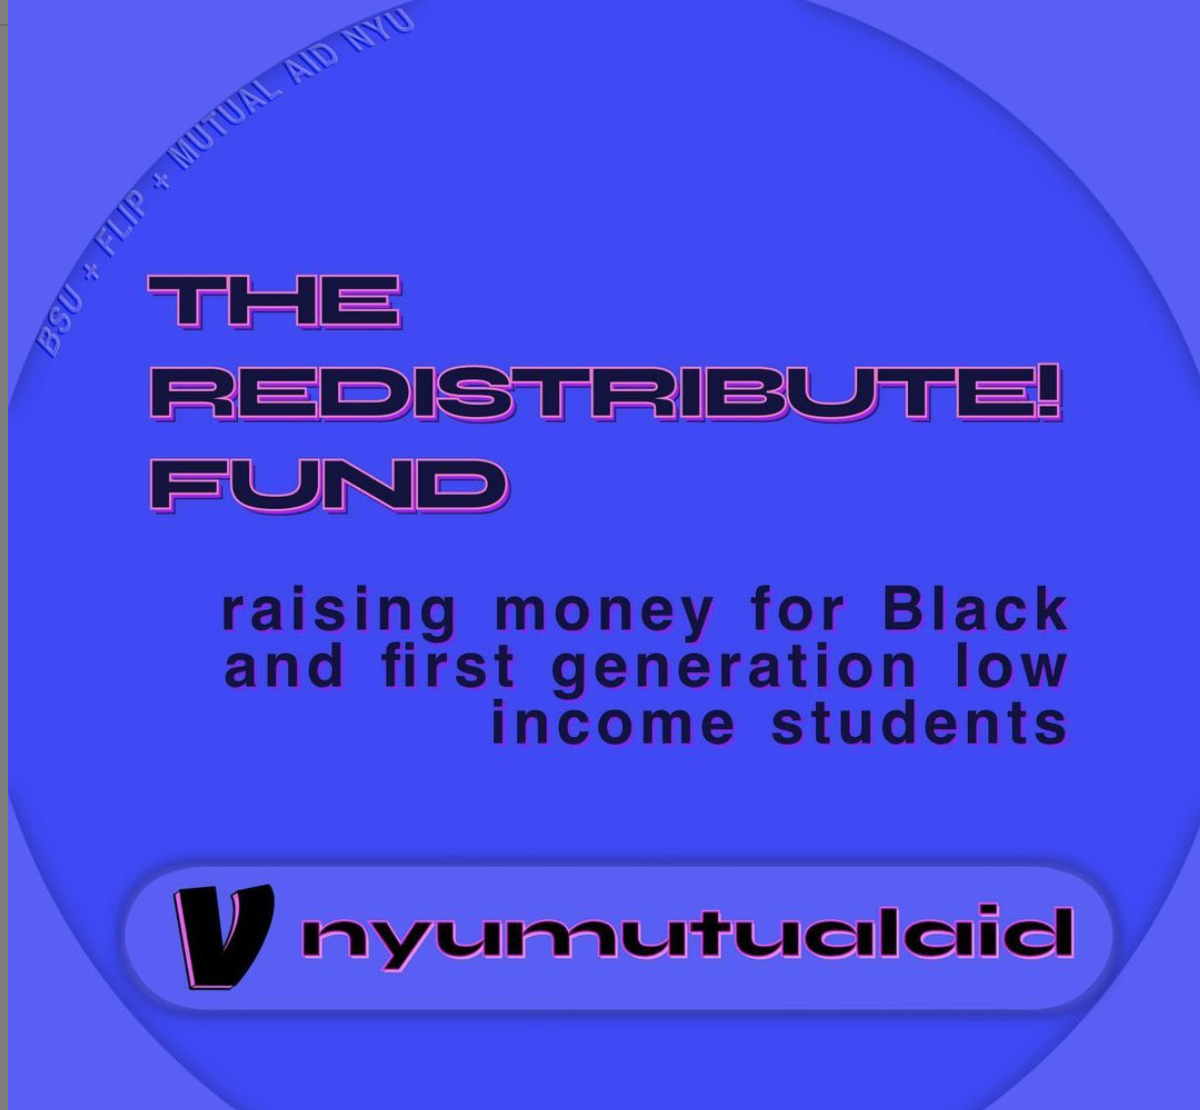 BSU + FLIP + MUTUAL AID NYU
THE
REDISTRIBUTE!
FUND
raising money for Black
and first generation low
income students
V nyumutualaid